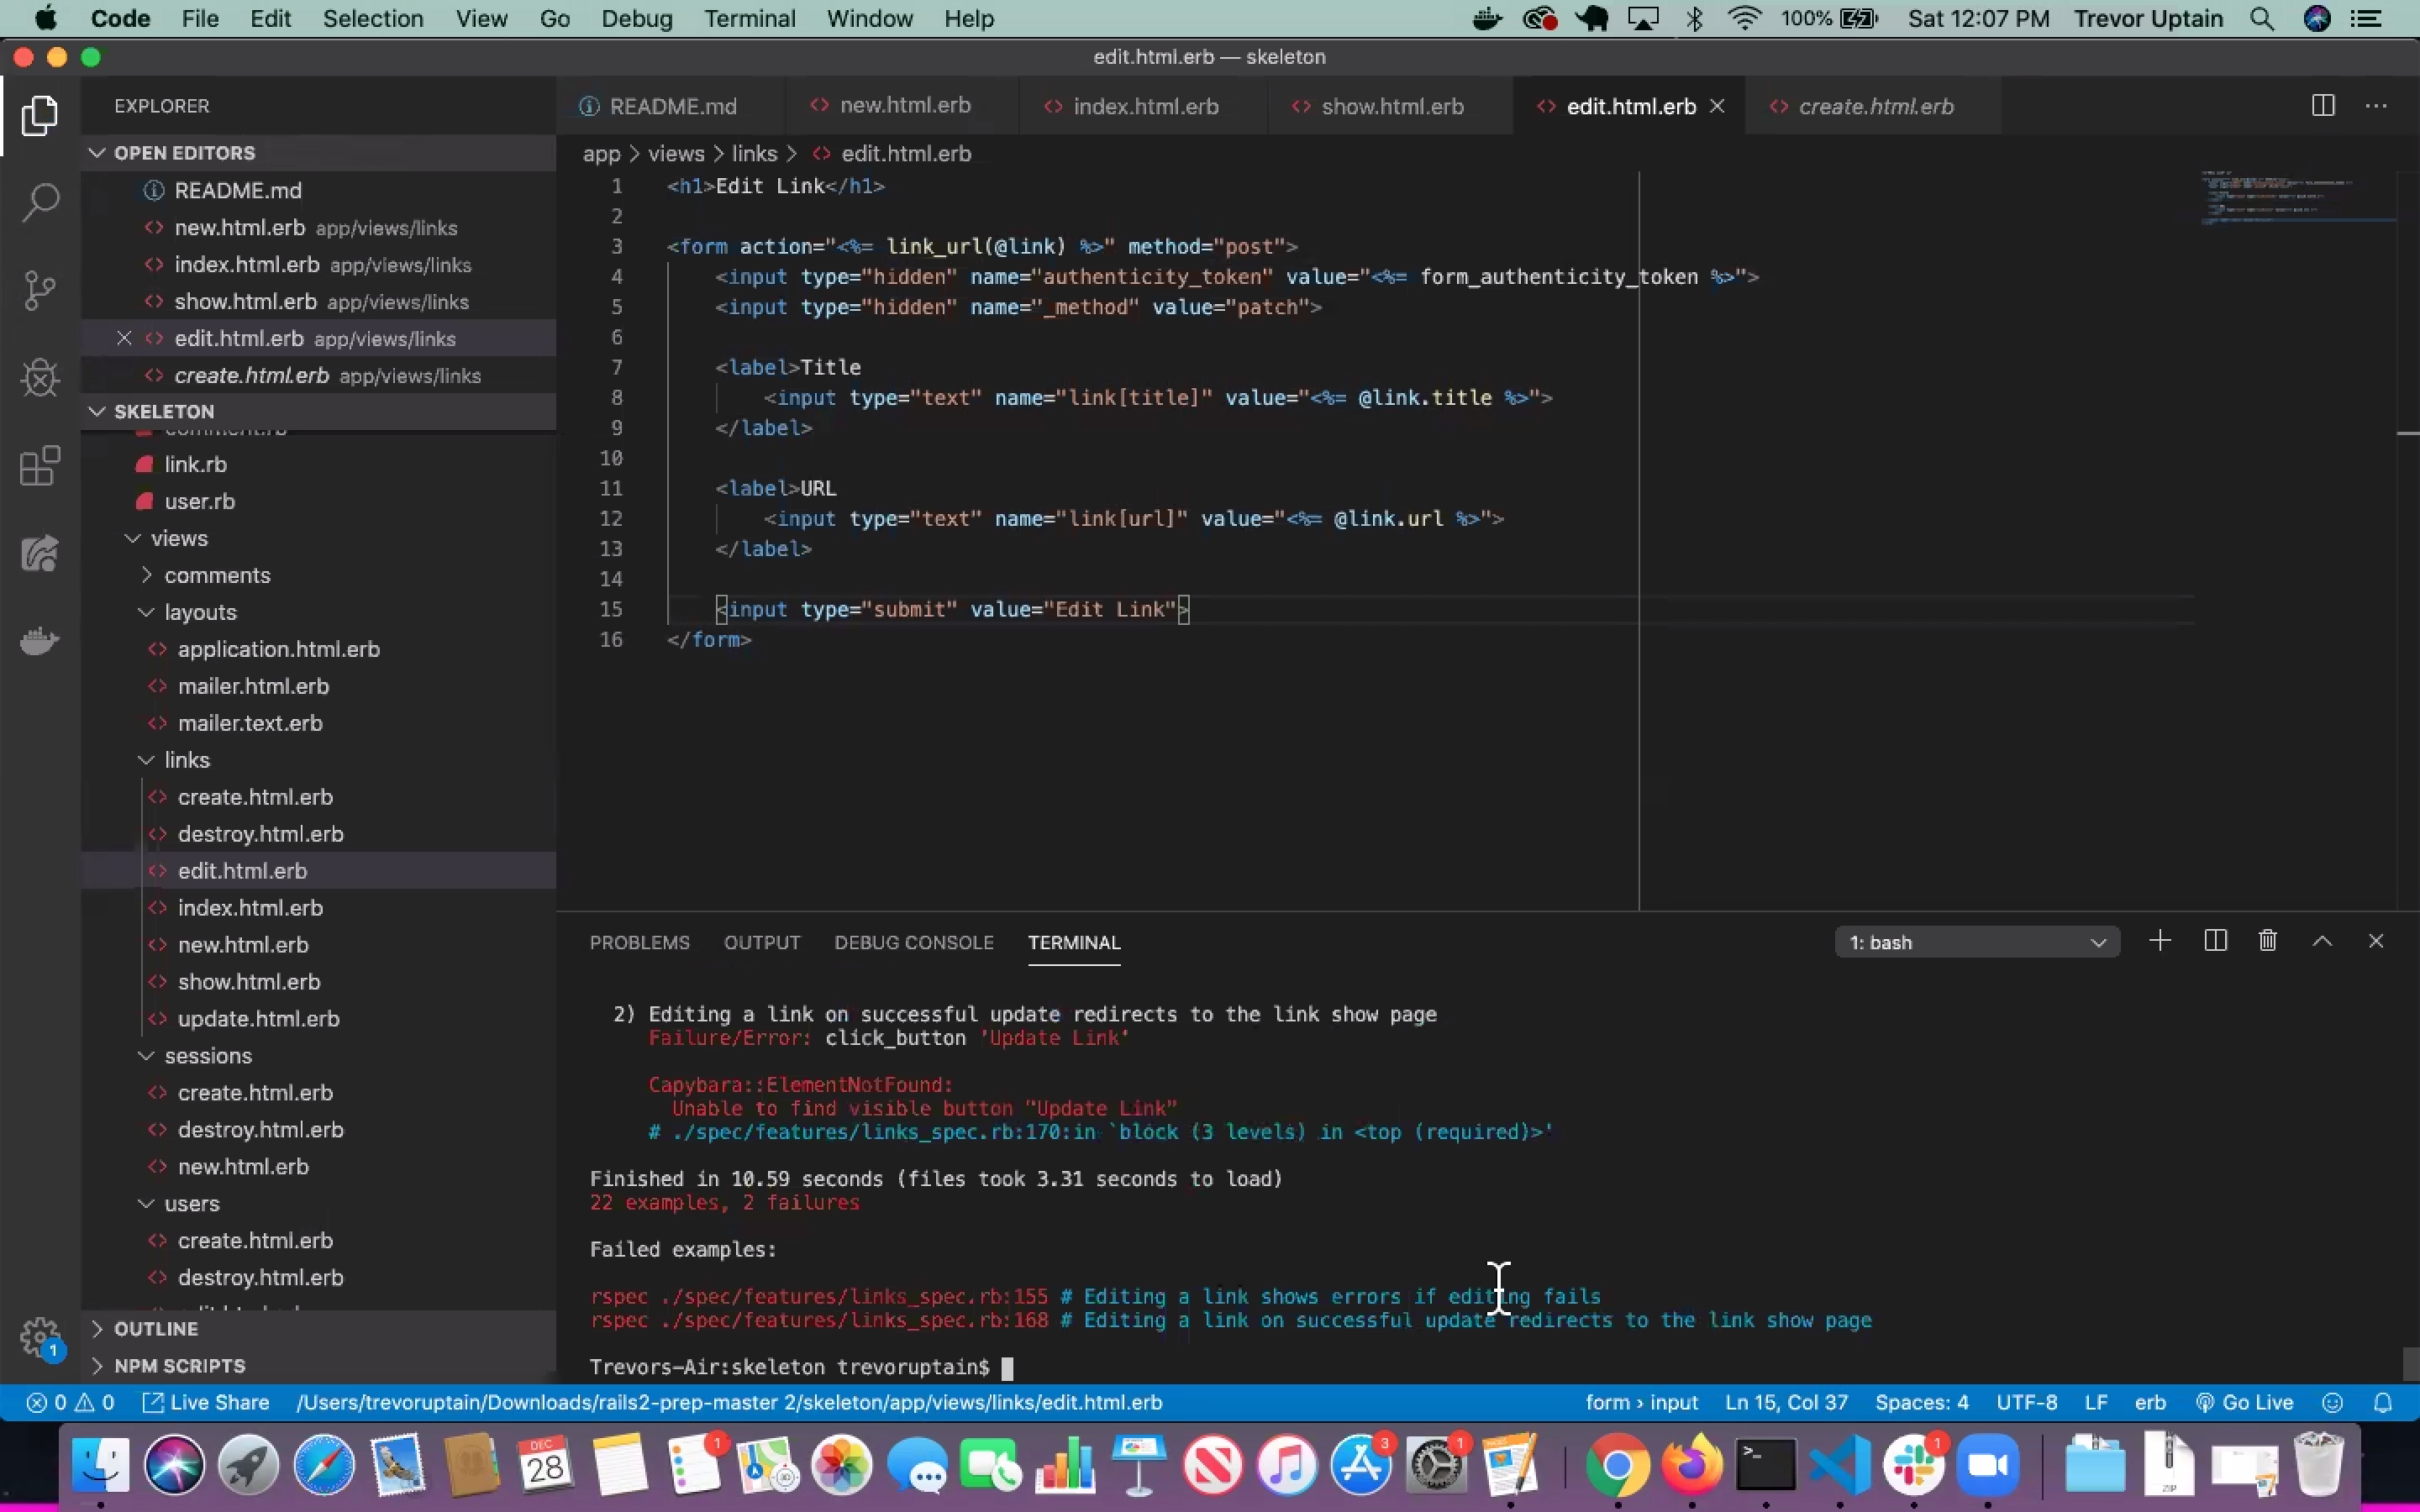 Code File Edit Selection View Go Debug Terminal Window Help 100% Sat 12:07 PM Trevor Uptain
edit.html.erb — skeleton
EXPLORER
README.md new.html.erb index.html.erb show.html.erb edit.html.erb create.html.erb
OPEN EDITORS
README.md
new.html.erb app/views/links
index.html.erb app/views/links
show.html.erb app/views/links
edit.html.erb app/views/links
create.html.erb app/views/links
SKELETON
comment.rb
link.rb
user.rb
views
comments
layouts
application.html.erb
mailer.html.erb
mailer.text.erb
links
create.html.erb
destroy.html.erb
edit.html.erb
index.html.erb
new.html.erb
show.html.erb
update.html.erb
sessions
create.html.erb
destroy.html.erb
new.html.erb
users
create.html.erb
destroy.html.erb
OUTLINE
NPM SCRIPTS
app > views > links > edit.html.erb
1 <h1>Edit Link</h1>
2
3 <form action="<%= link_url(@link) %>" method="post">
4 <input type="hidden" name="authenticity_token" value="<%= form_authenticity_token %>">
5 <input type="hidden" name="_method" value="patch">
6
7 <label>Title
8 <input type="text" name="link[title]" value="<%= @link.title %>">
9 </label>
10
11 <label>URL
12 <input type="text" name="link[url]" value="<%= @link.url %>">
13 </label>
14
15 <input type="submit" value="Edit Link">
16 </form>
PROBLEMS OUTPUT DEBUG CONSOLE TERMINAL 1: bash
2) Editing a link on successful update redirects to the link show page
Failure/Error: click_button 'Update Link'
Capybara::ElementNotFound:
Unable to find visible button "Update Link"
# ./spec/features/links_spec.rb:170:in `block (3 levels) in <top (required)>'
Finished in 10.59 seconds (files took 3.31 seconds to load)
22 examples, 2 failures
Failed examples:
rspec ./spec/features/links_spec.rb:155 # Editing a link shows errors if editing fails
rspec ./spec/features/links_spec.rb:168 # Editing a link on successful update redirects to the link show page
Trevors-Air:skeleton trevoruptain$
1
0 0 Live Share /Users/trevoruptain/Downloads/rails2-prep-master 2/skeleton/app/views/links/edit.html.erb form › input Ln 15, Col 37 Spaces: 4 UTF-8 LF erb Go Live
DEC
28
1
3
1
1
ZIP